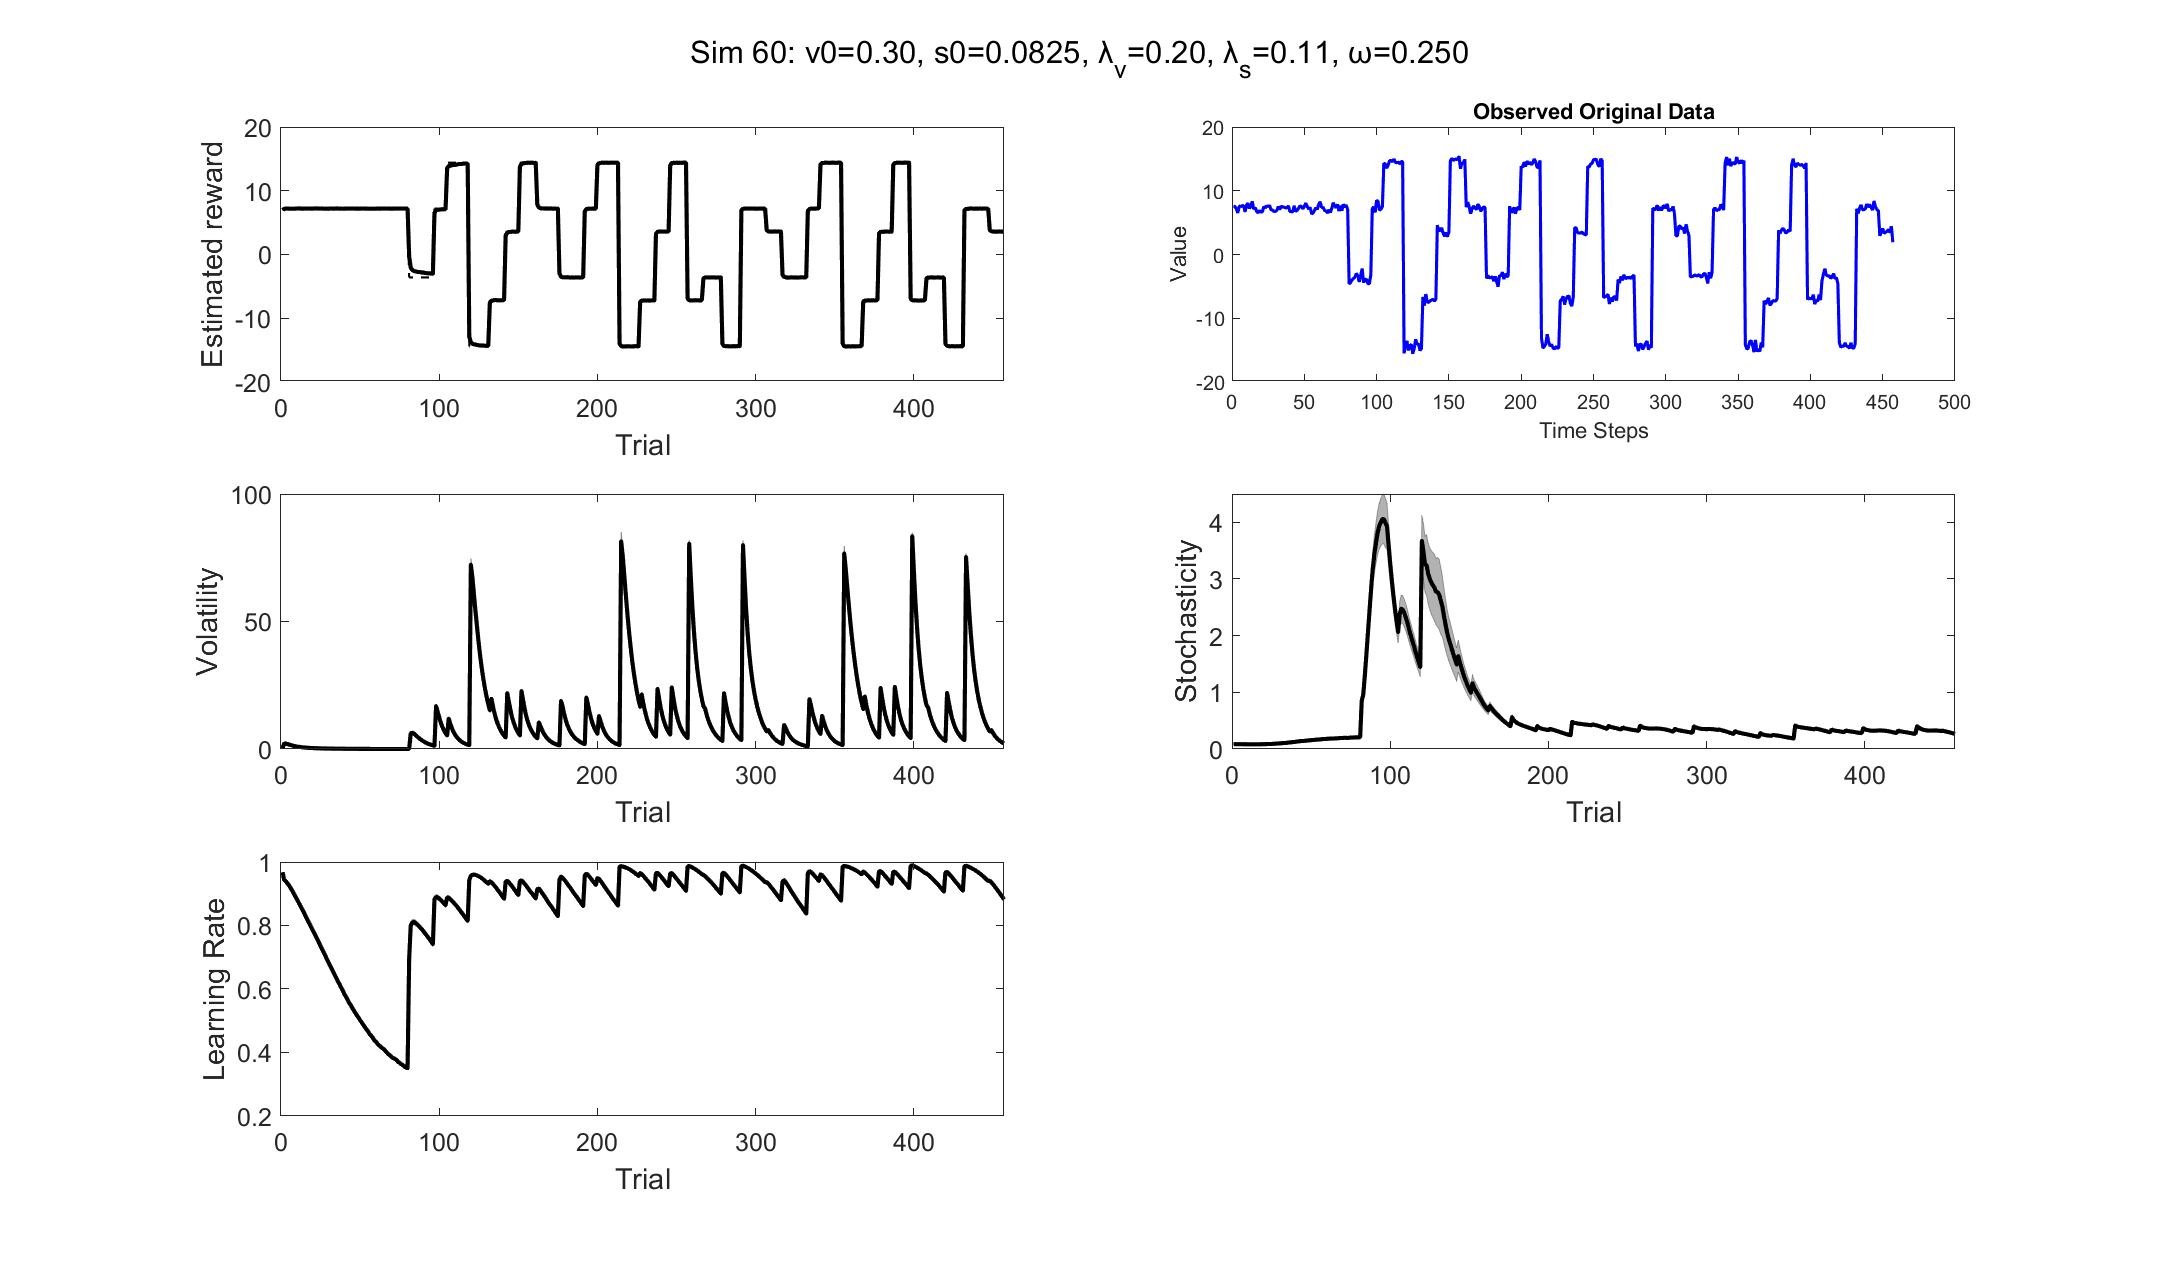 Sim 60: v0=0.30, s0=0.0825, λv=0.20, λs=0.11, ω=0.250
Estimated reward
20
10
0
-10
-20
0 100 200 300 400
Trial
Observed Original Data
Value
20
10
0
-10
-20
0 50 100 150 200 250 300 350 400 450 500
Time Steps
Volatility
100
50
0
0 100 200 300 400
Trial
Stochasticity
4
3
2
1
0
0 100 200 300 400
Trial
Learning Rate
1
0.8
0.6
0.4
0.2
0 100 200 300 400
Trial